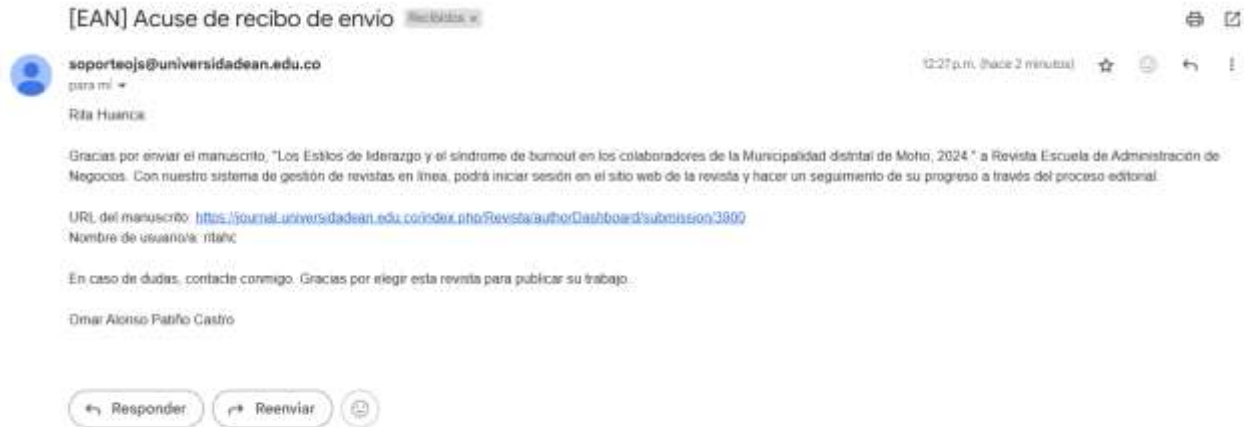 [EAN] Acuse de recibo de envío Recibidos x
soporteojs@universidadean.edu.co
12:27 p.m. (hace 2 minutos)
para mí
Rita Huanca:
Gracias por enviar el manuscrito, "Los Estilos de liderazgo y el síndrome de burnout en los colaboradores de la Municipalidad distrital de Moho, 2024." a Revista Escuela de Administración de
Negocios. Con nuestro sistema de gestión de revistas en línea, podrá iniciar sesión en el sitio web de la revista y hacer un seguimiento de su progreso a través del proceso editorial.
URL del manuscrito: https://journal.universidadean.edu.co/index.php/Revista/authorDashboard/submission/3900
Nombre de usuario/a: ritahc
En caso de dudas, contacte conmigo. Gracias por elegir esta revista para publicar su trabajo.
Omar Alonso Patiño Castro
Responder
Reenviar